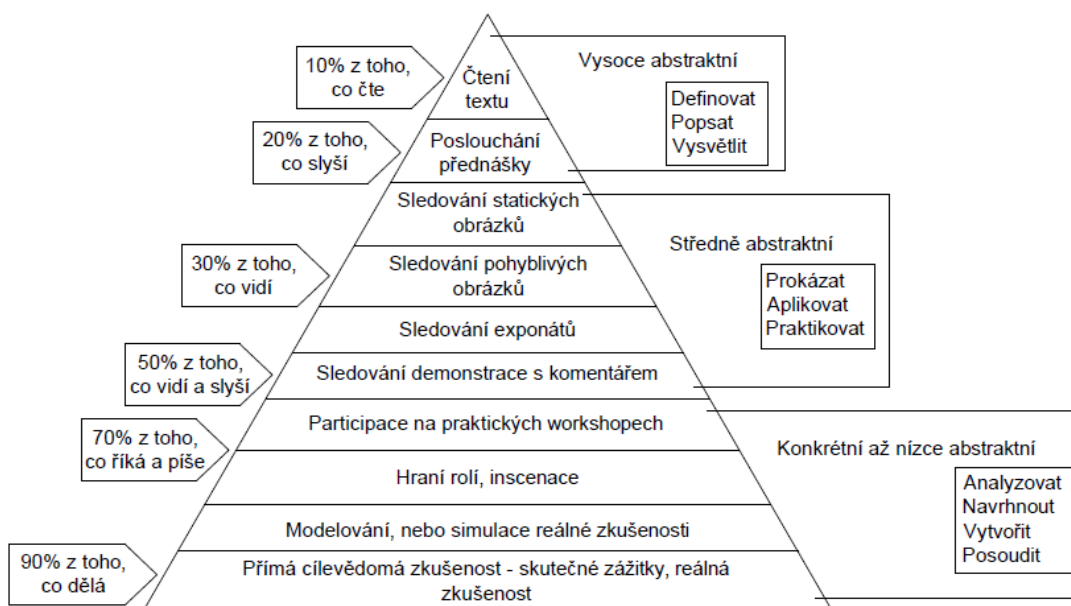 10% z toho,
co čte
Čtení
textu
Vysoce abstraktní
Definovat
Popsat
Vysvětlit
20% z toho,
co slyší
Poslouchání
přednášky
Sledování statických
obrázků
Středně abstraktní
Prokázat
Aplikovat
Praktikovat
30% z toho,
co vidí
Sledování pohyblivých
obrázků
Sledování exponátů
50% z toho,
co vidí a slyší
Sledování demonstrace s komentářem
Participace na praktických workshopech
70% z toho,
co říká a píše
Konkrétní až nízce abstraktní
Analyzovat
Navrhnout
Vytvořit
Posoudit
Hraní rolí, inscenace
Modelování, nebo simulace reálné zkušenosti
90% z toho,
co dělá
Přímá cílevědomá zkušenost - skutečné zážitky, reálná
zkušenost